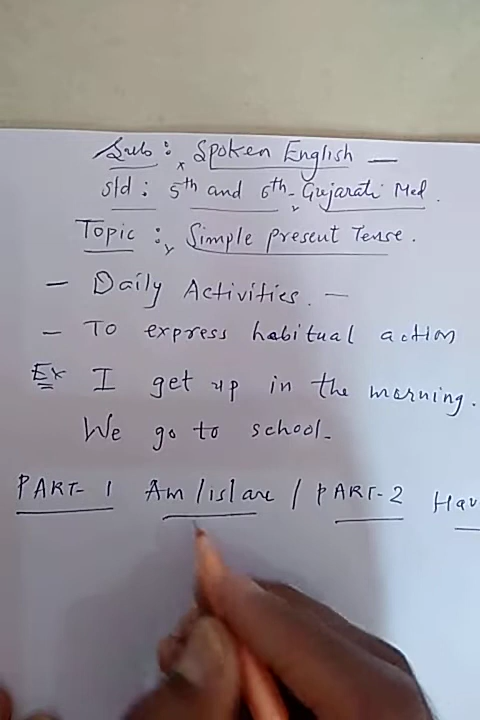 Sub : Spoken English —
std : 5th and 6th - Gujarati Med.
Topic : Simple present Tense.
— Daily Activities. —
— To express habitual action
Ex I get up in the morning.
We go to school.
PART-1 Am/is/are / PART-2 Hav